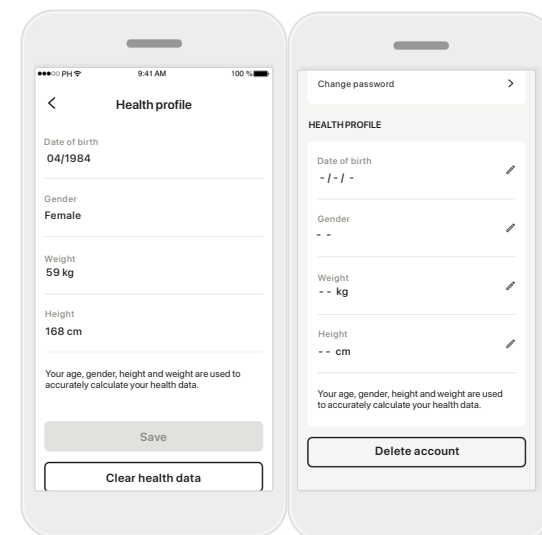 PH
9:41 AM
100 %
Health profile
Date of birth
04/1984
Gender
Female
Weight
59 kg
Height
168 cm
Your age, gender, height and weight are used to
accurately calculate your health data.
Save
Clear health data
Change password
HEALTH PROFILE
Date of birth
- / - / -
Gender
- -
Weight
- - kg
Height
- - cm
Your age, gender, height and weight are used
to accurately calculate your health data.
Delete account